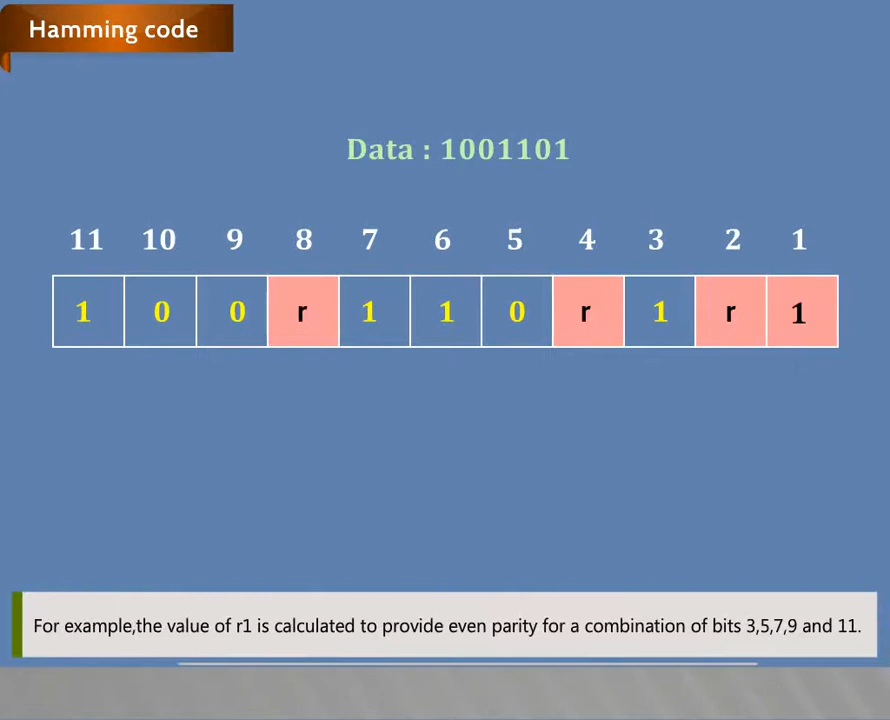 Hamming code
Data : 1001101
11 10 9 8 7 6 5 4 3 2 1
1 0 0 r 1 1 0 r 1 r 1
For example,the value of r1 is calculated to provide even parity for a combination of bits 3,5,7,9 and 11.